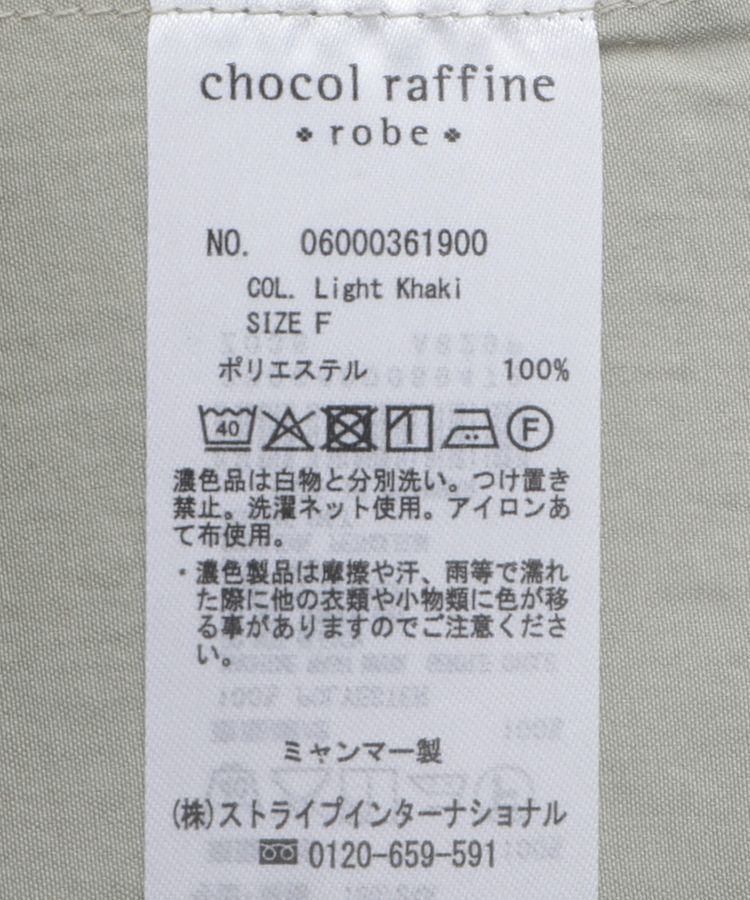 chocol raffine
robe
NO. 06000361900
COL. Light Khaki
SIZE F
ポリエステル 100%
40 F
濃色品は白物と分別洗い。つけ置き
禁止。洗濯ネット使用。アイロンあ
て布使用。
・濃色製品は摩擦や汗、雨等で濡れ
た際に他の衣類や小物類に色が移
る事がありますのでご注意くださ
い。
ミャンマー製
(株)ストライプインターナショナル
0120-659-591